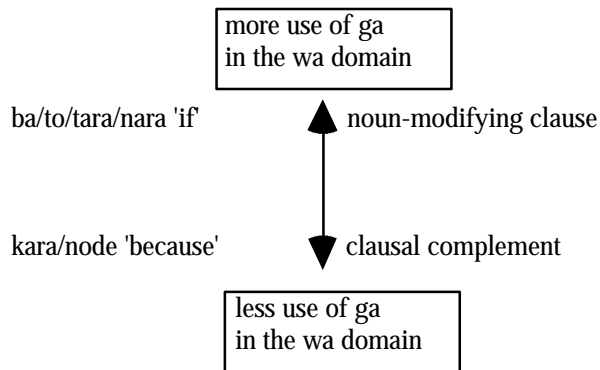 more use of ga
in the wa domain
ba/to/tara/nara 'if'
noun-modifying clause
kara/node 'because'
clausal complement
less use of ga
in the wa domain